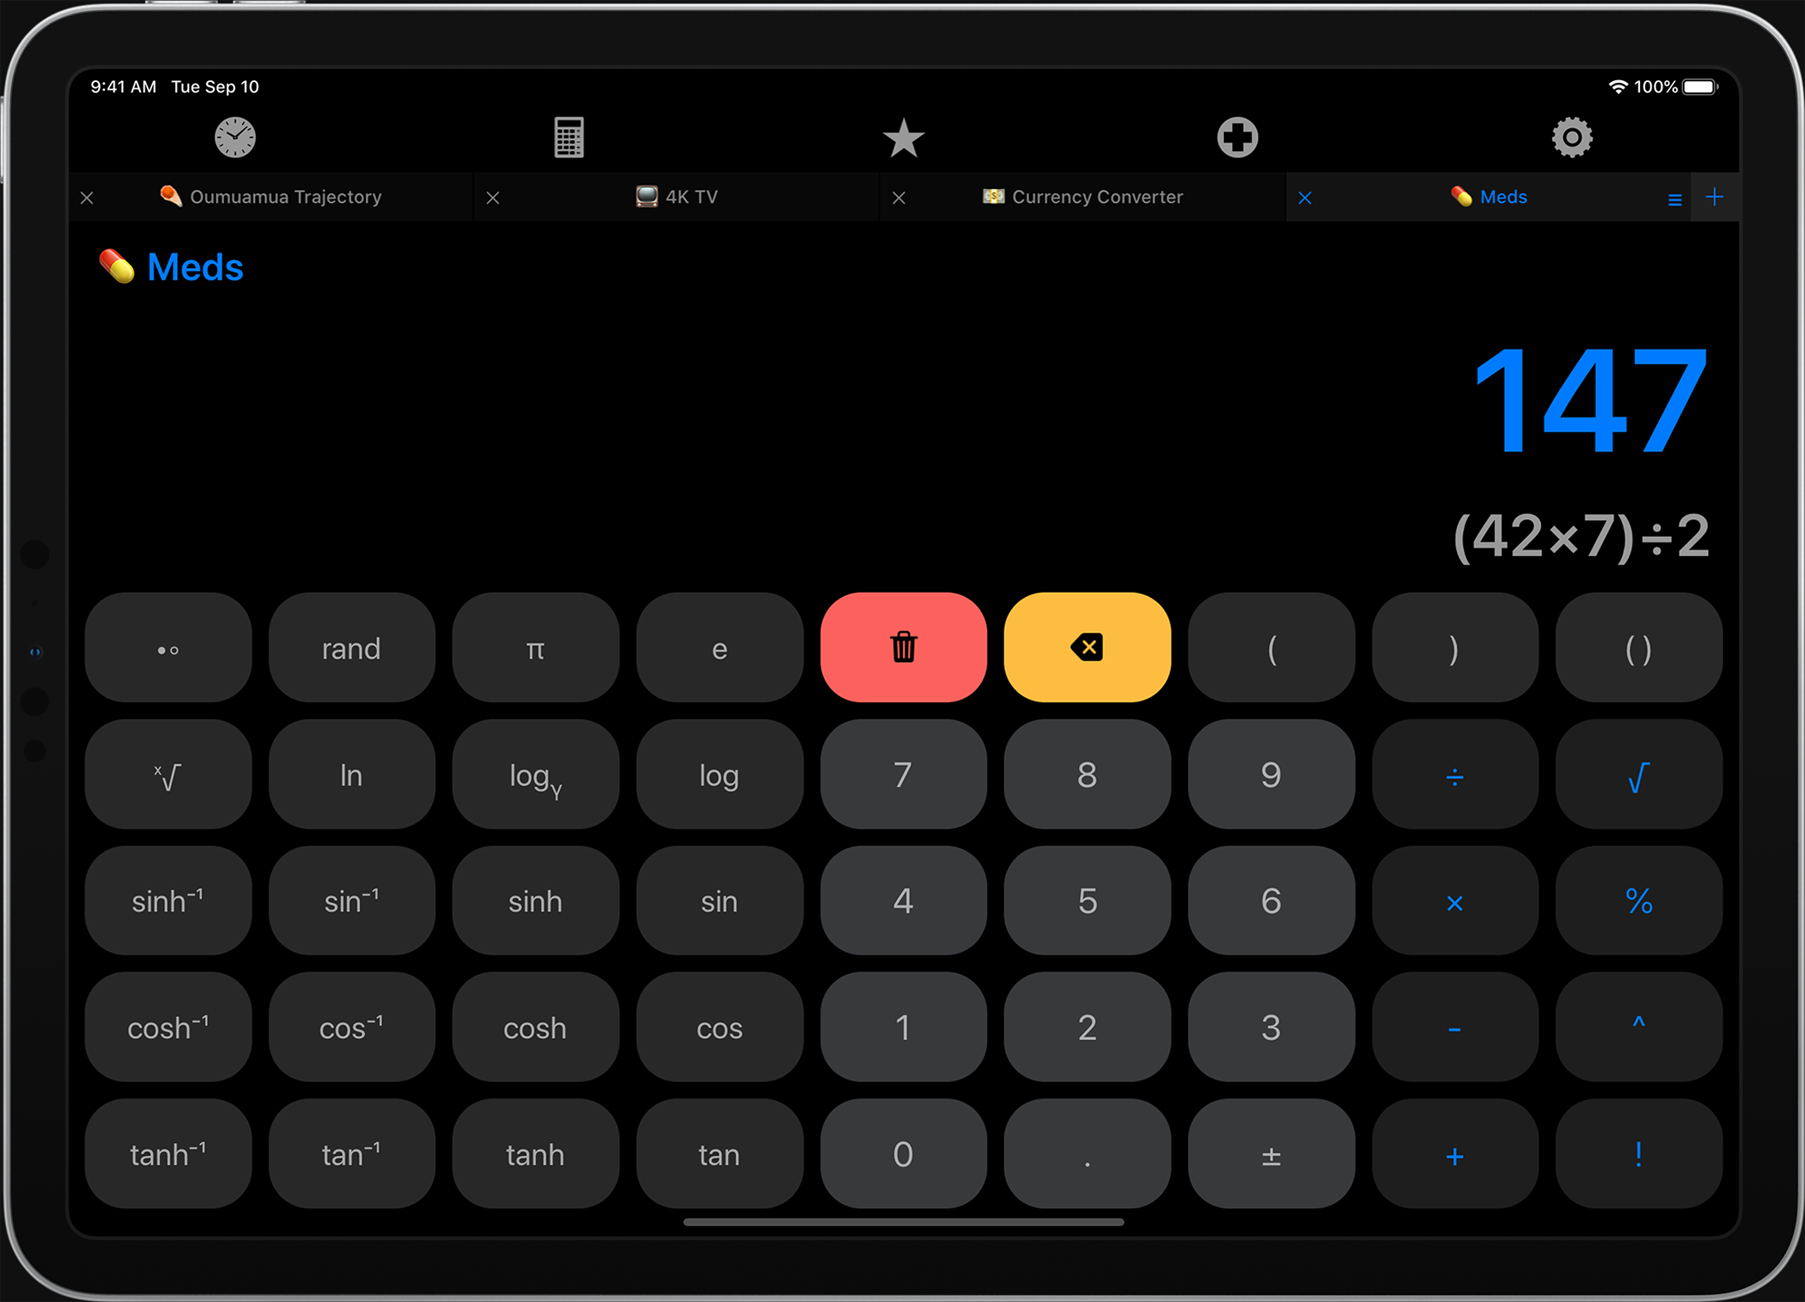 9:41 AM Tue Sep 10 100%
Oumuamua Trajectory 4K TV Currency Converter Meds +
Meds
147
(42×7)÷2
rand π e ( ) ( )
ˣ√ ln logᵧ log 7 8 9 ÷ √
sinh⁻¹ sin⁻¹ sinh sin 4 5 6 × %
cosh⁻¹ cos⁻¹ cosh cos 1 2 3 - ^
tanh⁻¹ tan⁻¹ tanh tan 0 . ± + !